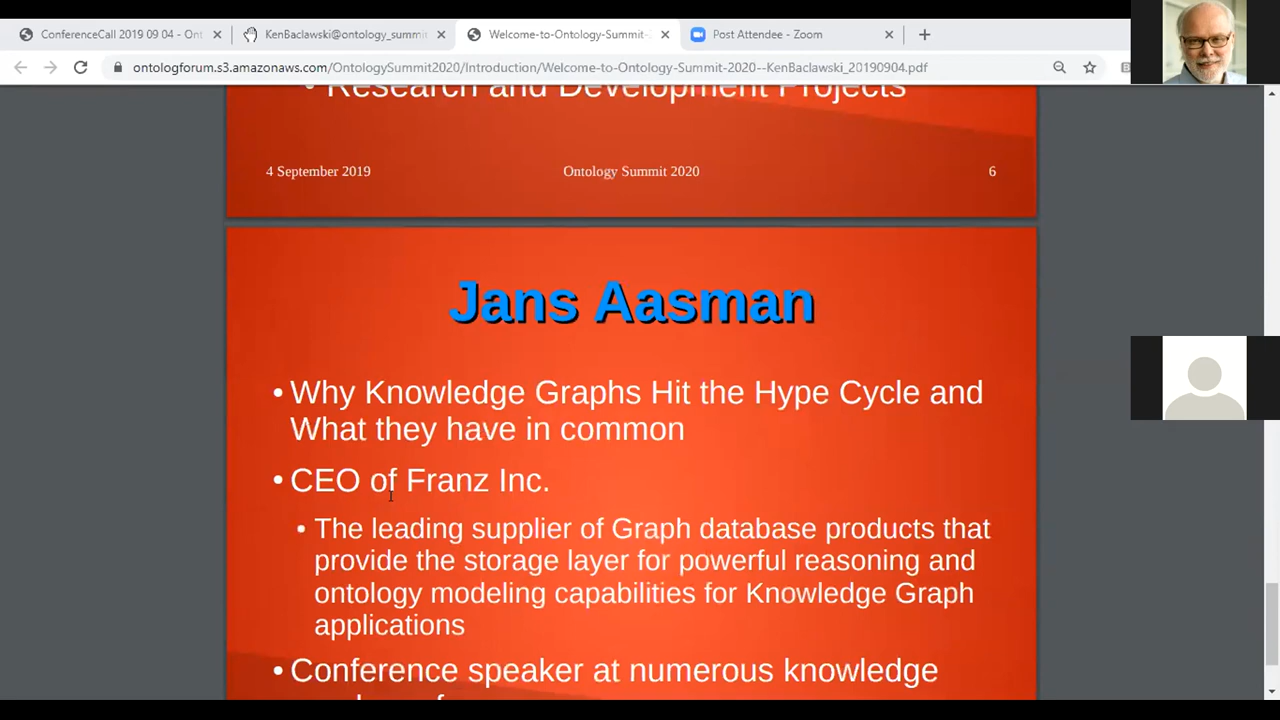 ConferenceCall 2019 09 04 - Ont
KenBaclawski@ontology_summi
Welcome-to-Ontology-Summit-
Post Attendee - Zoom
ontologforum.s3.amazonaws.com/OntologySummit2020/Introduction/Welcome-to-Ontology-Summit-2020--KenBaclawski_20190904.pdf
• Research and Development Projects
4 September 2019 Ontology Summit 2020 6
Jans Aasman
• Why Knowledge Graphs Hit the Hype Cycle and
What they have in common
• CEO of Franz Inc.
• The leading supplier of Graph database products that
provide the storage layer for powerful reasoning and
ontology modeling capabilities for Knowledge Graph
applications
• Conference speaker at numerous knowledge